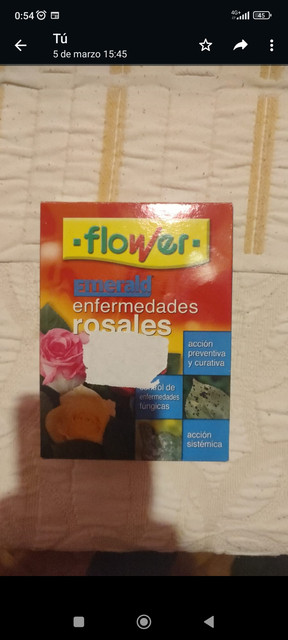 0:54
4G+
45
Tú
5 de marzo 15:45
flower
emerald
enfermedades
rosales
acción
preventiva
y curativa
control de
enfermedades
fúngicas
acción
sistémica